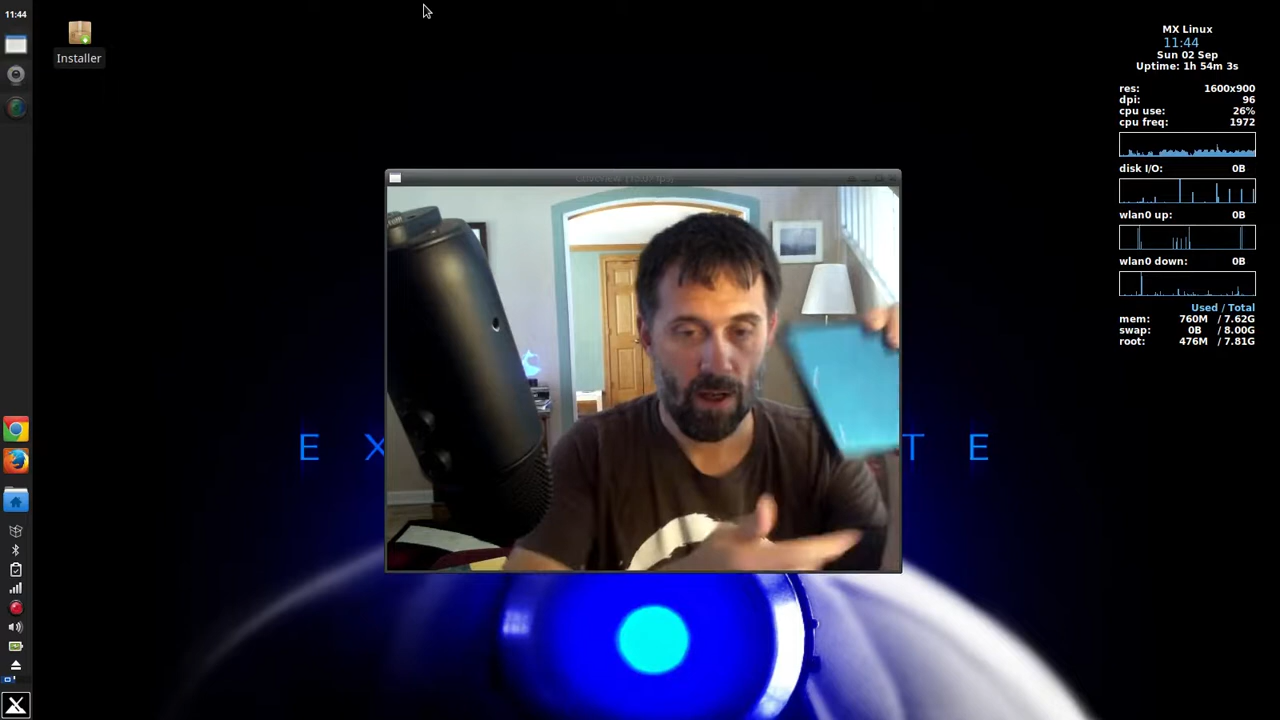 11:44
Installer
MX Linux
11:44
Sun 02 Sep
Uptime: 1h 54m 3s
res: 1600x900
dpi: 96
cpu use: 26%
cpu freq: 1972
disk I/O: 0B
wlan0 up: 0B
wlan0 down: 0B
Used / Total
mem: 760M / 7.62G
swap: 0B / 8.00G
root: 476M / 7.81G
E X
T E